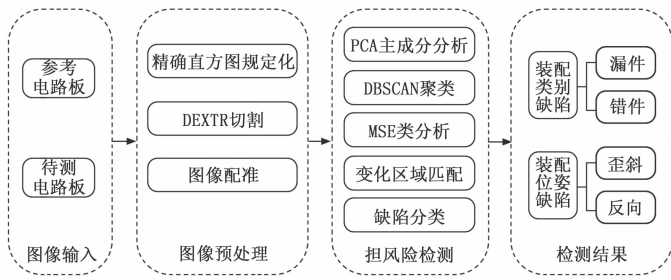 参考
电路板
待测
电路板
图像输入
精确直方图规定化
DEXTR切割
图像配准
图像预处理
PCA主成分分析
DBSCAN聚类
MSE类分析
变化区域匹配
缺陷分类
担风险检测
装配
类别
缺陷
漏件
错件
装配
位姿
缺陷
歪斜
反向
检测结果